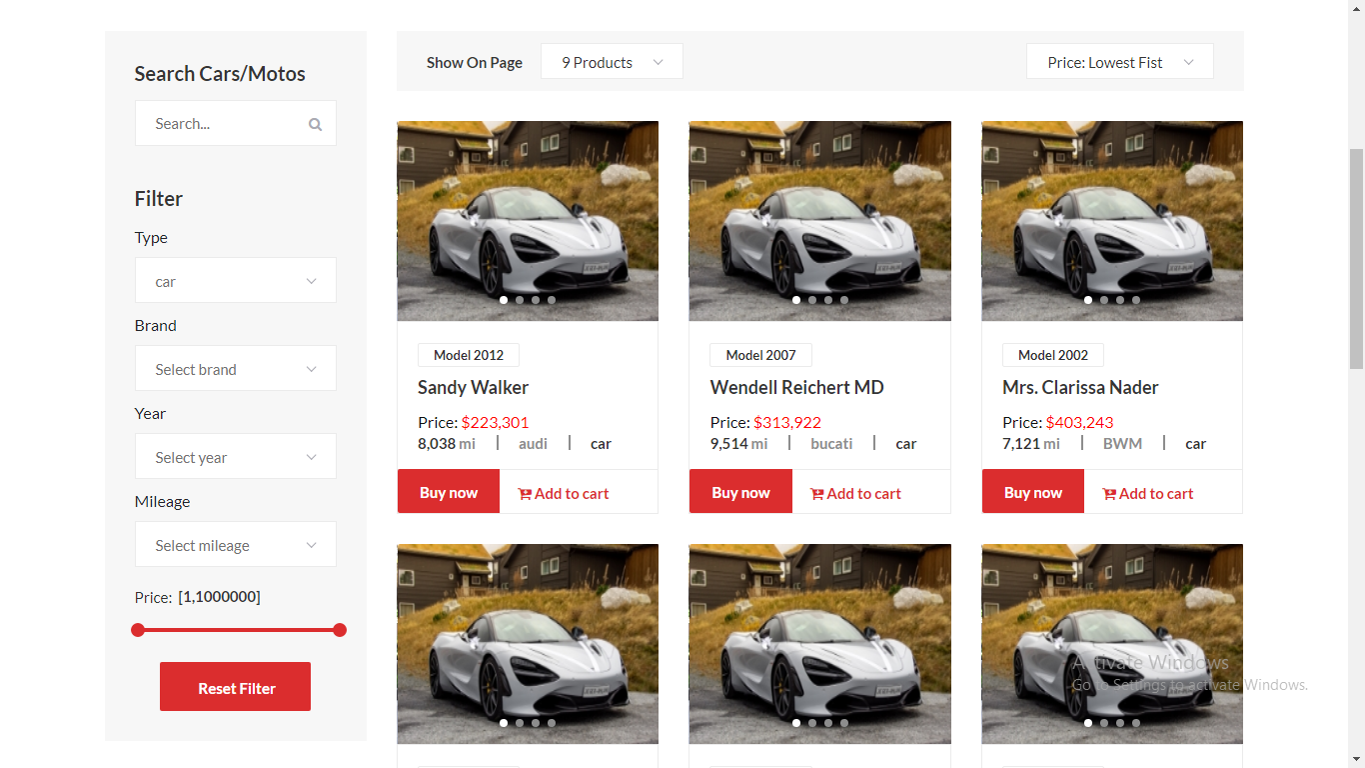 Search Cars/Motos
Search...
Filter
Type
car
Brand
Select brand
Year
Select year
Mileage
Select mileage
Price: [1,1000000]
Reset Filter
Show On Page 9 Products Price: Lowest Fist
Model 2012
Sandy Walker
Price: $223,301
8,038 mi | audi | car
Buy now Add to cart
Model 2007
Wendell Reichert MD
Price: $313,922
9,514 mi | bucati | car
Buy now Add to cart
Model 2002
Mrs. Clarissa Nader
Price: $403,243
7,121 mi | BWM | car
Buy now Add to cart
Activate Windows
Go to Settings to activate Windows.